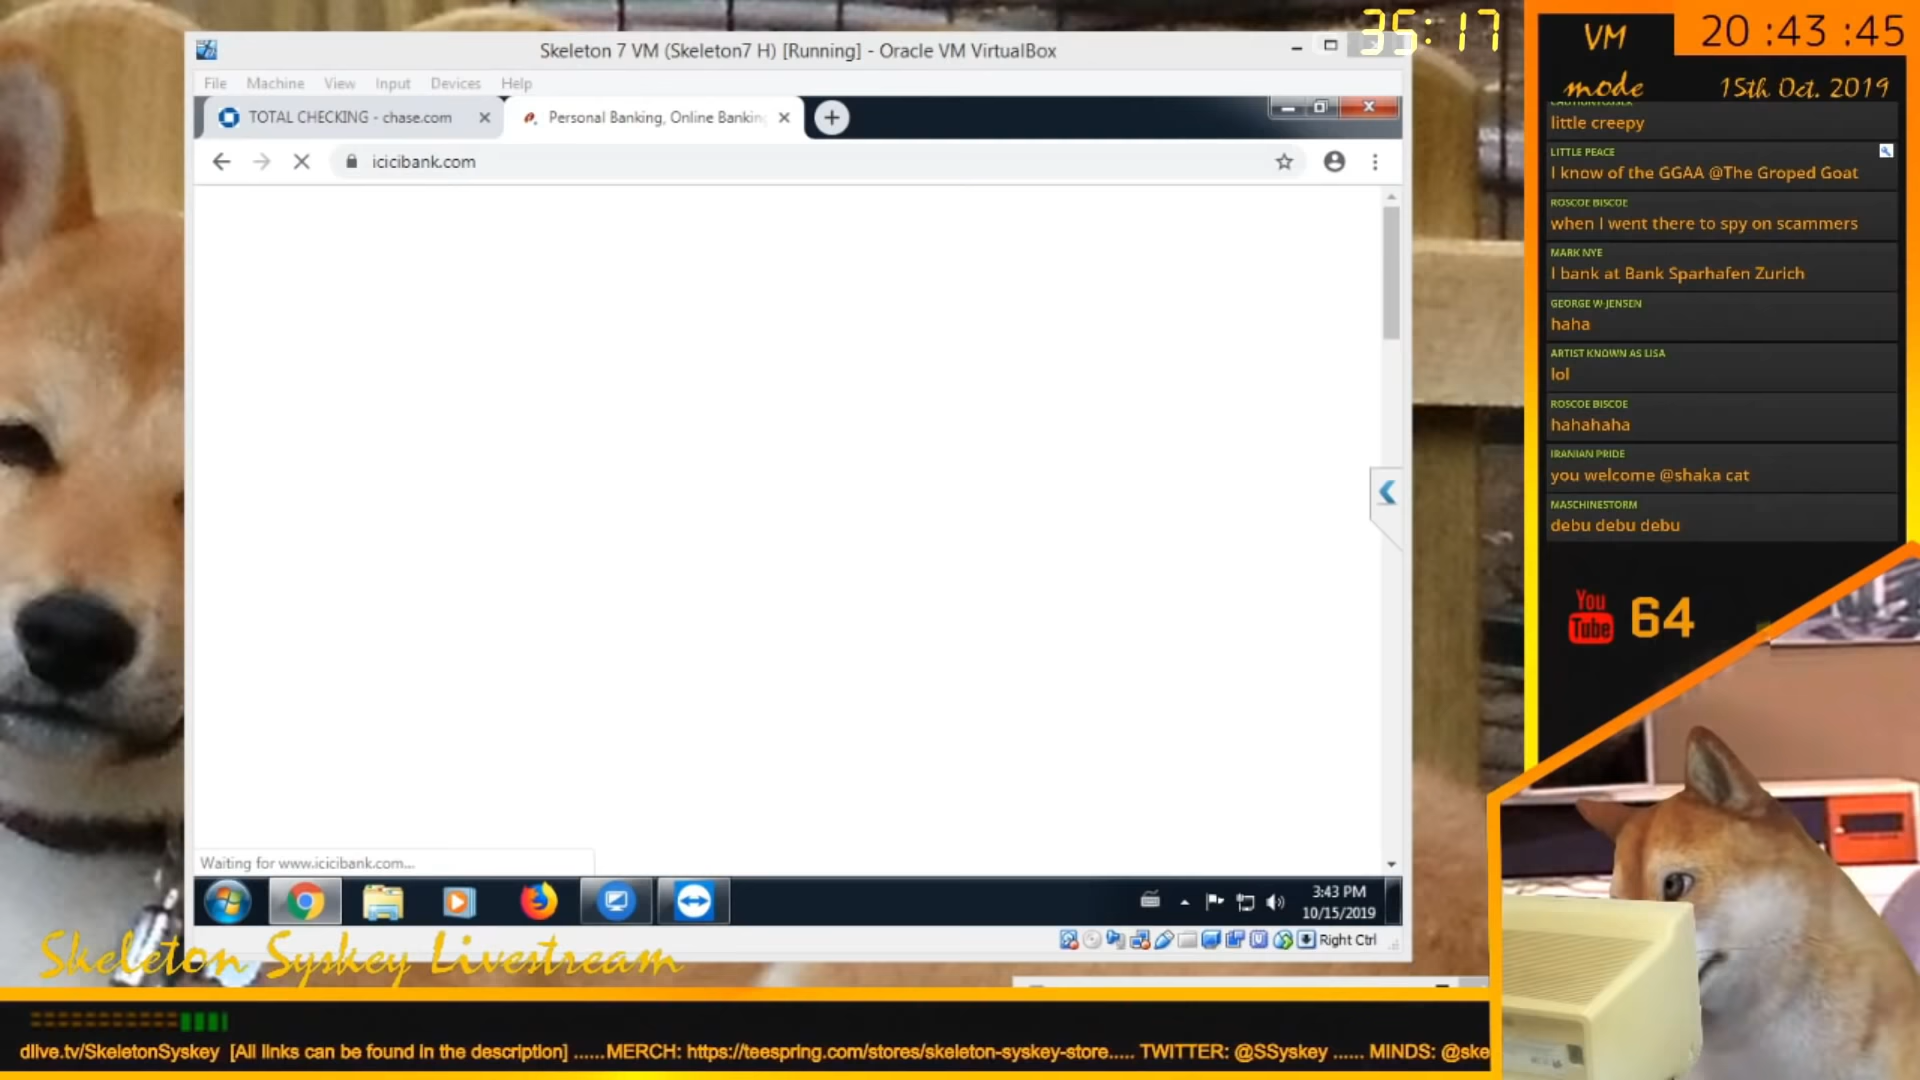 35:17
Skeleton 7 VM (Skeleton7 H) [Running] - Oracle VM VirtualBox
File Machine View Input Devices Help
TOTAL CHECKING - chase.com
Personal Banking, Online Bankin
icicibank.com
Waiting for www.icicibank.com...
3:43 PM
10/15/2019
Right Ctrl
Skeleton Syskey Livestream
VM
mode
20 :43 :45
15th Oct. 2019
little creepy
LITTLE PEACE
I know of the GGAA @The Groped Goat
ROSCOE BISCOE
when I went there to spy on scammers
MARK NYE
I bank at Bank Sparhafen Zurich
GEORGE W-JENSEN
haha
ARTIST KNOWN AS LISA
lol
ROSCOE BISCOE
hahahaha
IRANIAN PRIDE
you welcome @shaka cat
MASCHINESTORM
debu debu debu
You
Tube
64
dlive.tv/SkeletonSyskey [All links can be found in the description] ......MERCH: https://teespring.com/stores/skeleton-syskey-store..... TWITTER: @SSyskey ...... MINDS: @ske